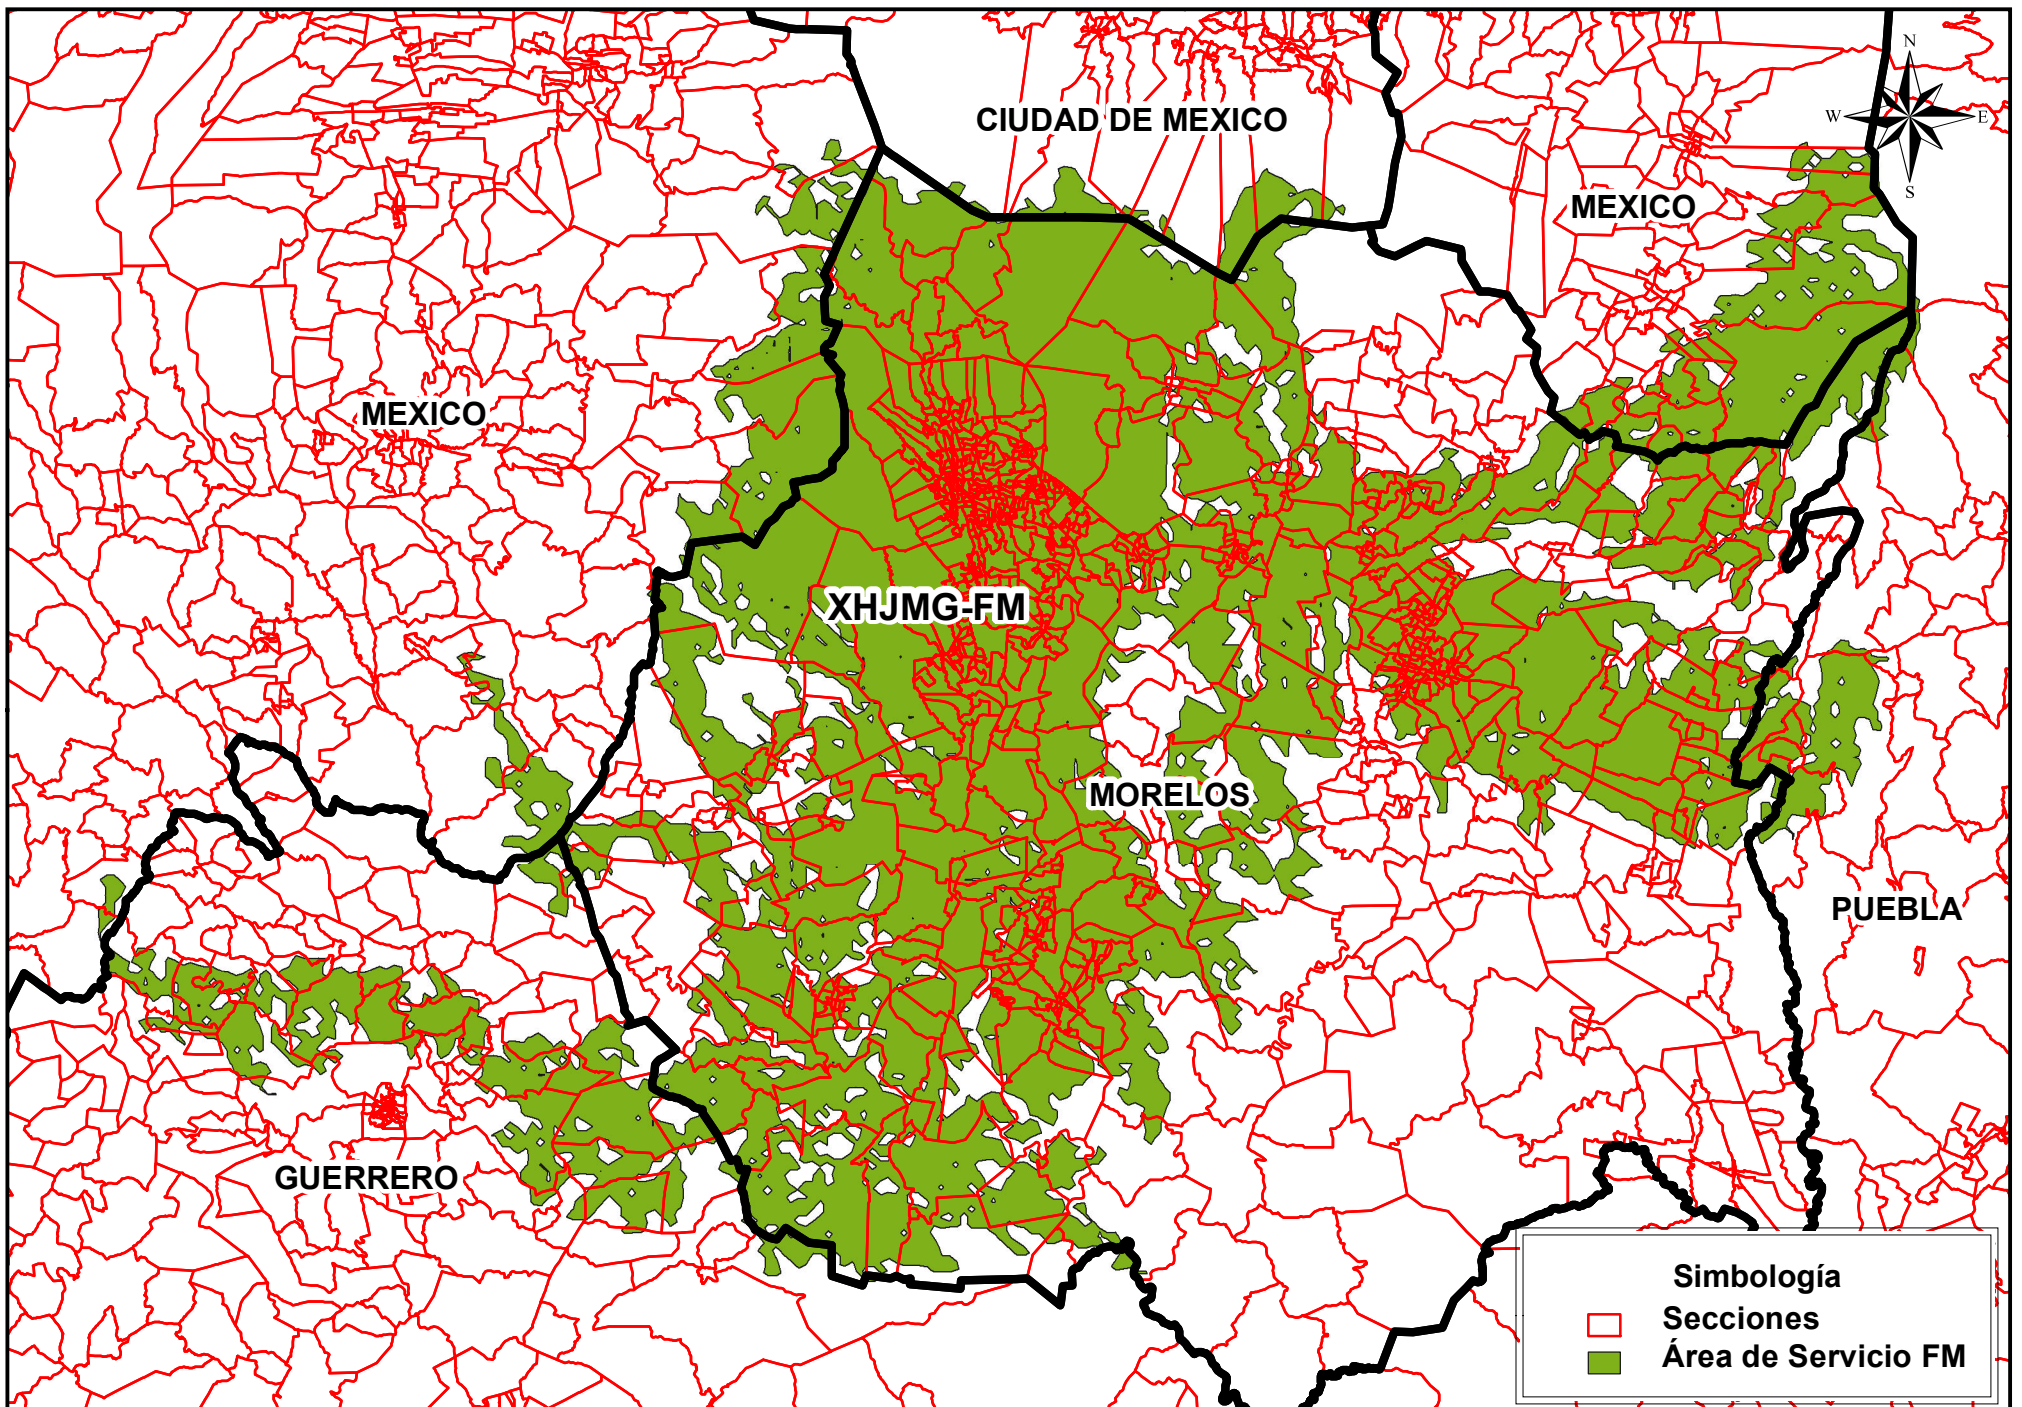 N
W E
S
CIUDAD DE MEXICO
MEXICO
MEXICO
XHJMG-FM
MORELOS
PUEBLA
GUERRERO
Simbología
Secciones
Área de Servicio FM